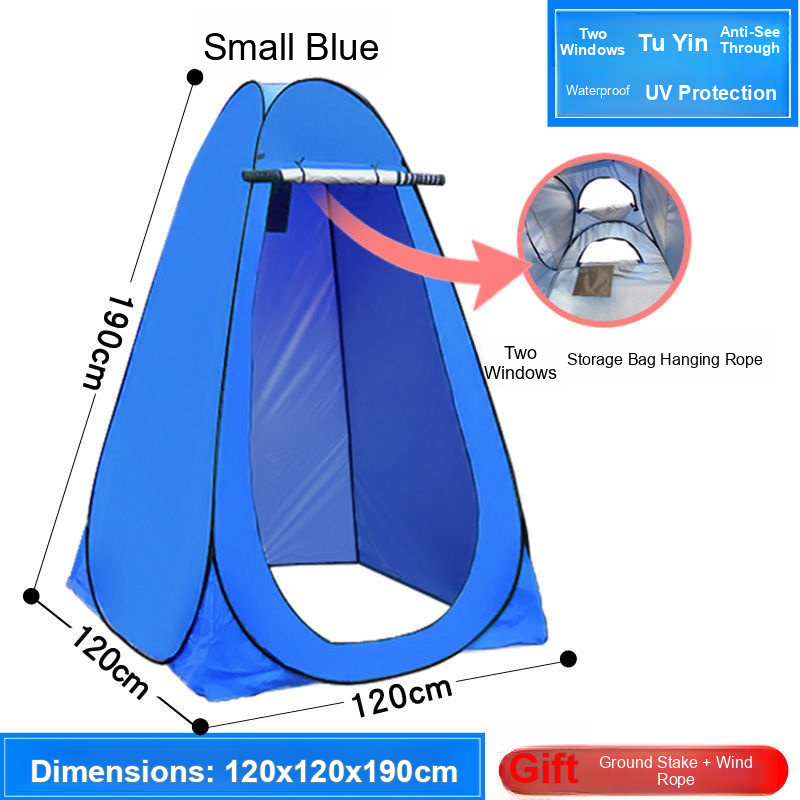 Small Blue
Two
Windows
Tu Yin
Anti-See
Through
Waterproof
UV Protection
190cm
Two
Windows
Storage Bag Hanging Rope
120cm
120cm
Dimensions: 120x120x190cm
Gift
Ground Stake + Wind
Rope